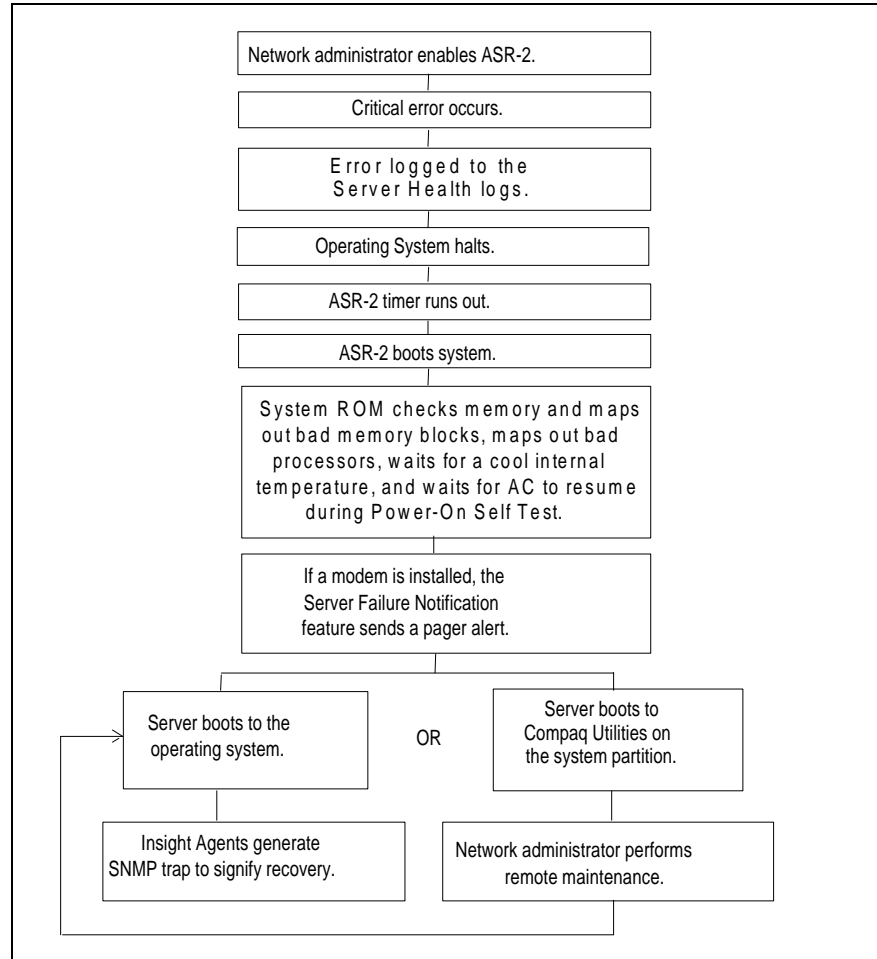 Network administrator enables ASR-2.
Critical error occurs.
Error logged to the
Server Health logs.
Operating System halts.
ASR-2 timer runs out.
ASR-2 boots system.
System ROM checks memory and maps
out bad memory blocks, maps out bad
processors, waits for a cool internal
temperature, and waits for AC to resume
during Power-On Self Test.
If a modem is installed, the
Server Failure Notification
feature sends a pager alert.
Server boots to the
operating system.
OR
Server boots to
Compaq Utilities on
the system partition.
Insight Agents generate
SNMP trap to signify recovery.
Network administrator performs
remote maintenance.